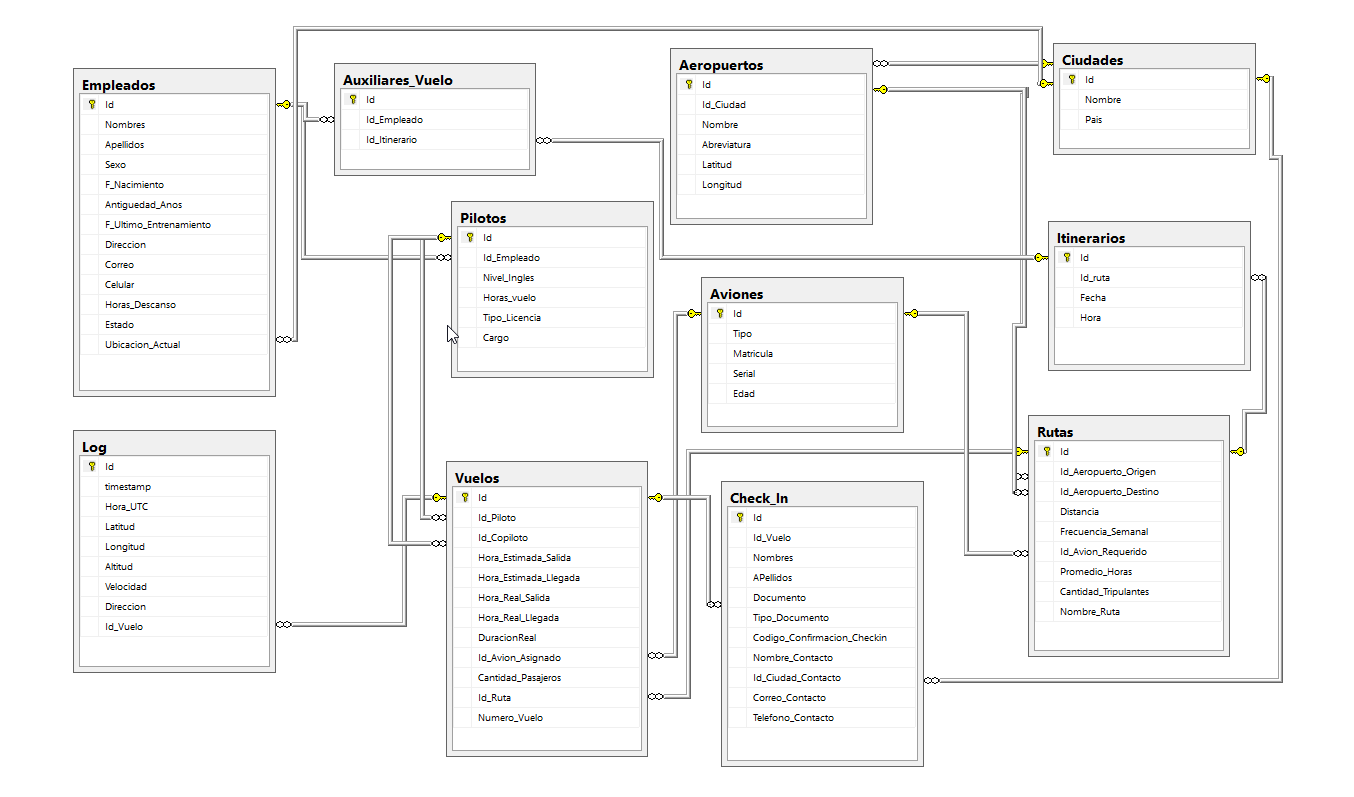 Empleados
Id
Nombres
Apellidos
Sexo
F_Nacimiento
Antiguedad_Anos
F_Ultimo_Entrenamiento
Direccion
Correo
Celular
Horas_Descanso
Estado
Ubicacion_Actual
Auxiliares_Vuelo
Id
Id_Empleado
Id_Itinerario
Aeropuertos
Id
Id_Ciudad
Nombre
Abreviatura
Latitud
Longitud
Ciudades
Id
Nombre
Pais
Pilotos
Id
Id_Empleado
Nivel_Ingles
Horas_vuelo
Tipo_Licencia
Cargo
Aviones
Id
Tipo
Matricula
Serial
Edad
Itinerarios
Id
Id_ruta
Fecha
Hora
Log
Id
timestamp
Hora_UTC
Latitud
Longitud
Altitud
Velocidad
Direccion
Id_Vuelo
Vuelos
Id
Id_Piloto
Id_Copiloto
Hora_Estimada_Salida
Hora_Estimada_Llegada
Hora_Real_Salida
Hora_Real_Llegada
DuracionReal
Id_Avion_Asignado
Cantidad_Pasajeros
Id_Ruta
Numero_Vuelo
Check_In
Id
Id_Vuelo
Nombres
APellidos
Documento
Tipo_Documento
Codigo_Confirmacion_Checkin
Nombre_Contacto
Id_Ciudad_Contacto
Correo_Contacto
Telefono_Contacto
Rutas
Id
Id_Aeropuerto_Origen
Id_Aeropuerto_Destino
Distancia
Frecuencia_Semanal
Id_Avion_Requerido
Promedio_Horas
Cantidad_Tripulantes
Nombre_Ruta